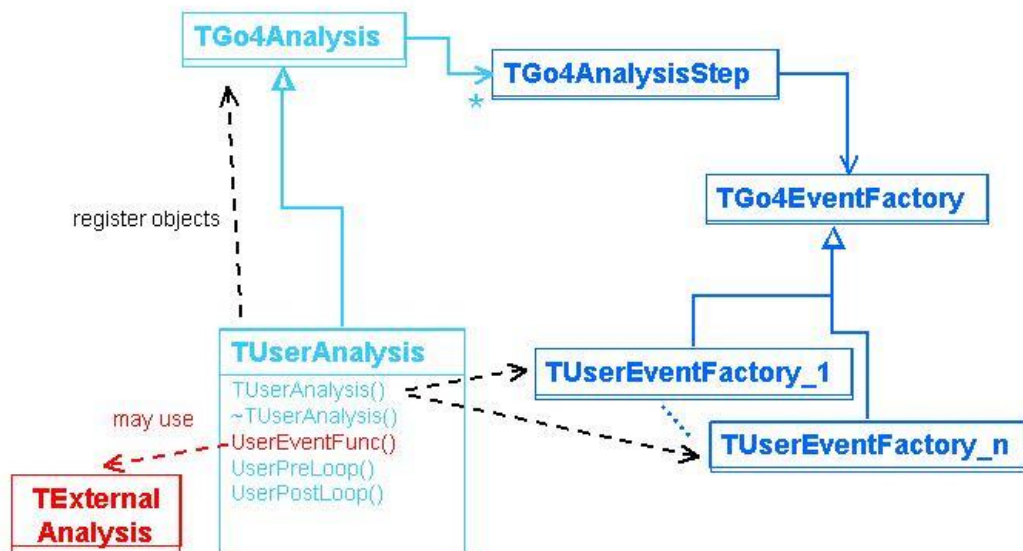 TGo4Analysis
TGo4AnalysisStep
*
TGo4EventFactory
register objects
TUserAnalysis
TUserAnalysis()
~TUserAnalysis()
UserEventFunc()
UserPreLoop()
UserPostLoop()
TUserEventFactory_1
TUserEventFactory_n
may use
TExternal
Analysis